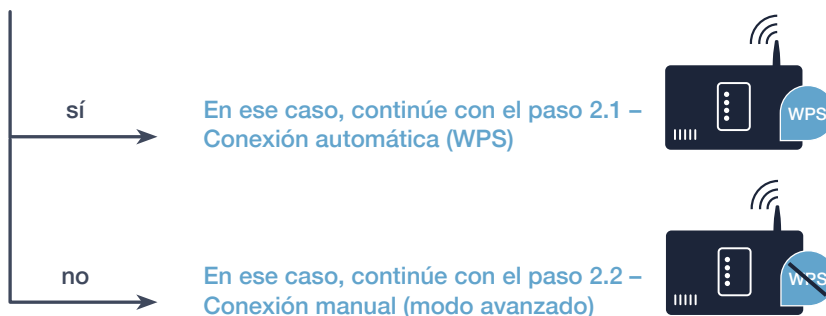 sí
En ese caso, continúe con el paso 2.1 –
Conexión automática (WPS)
WPS
no
En ese caso, continúe con el paso 2.2 –
Conexión manual (modo avanzado)
WPS